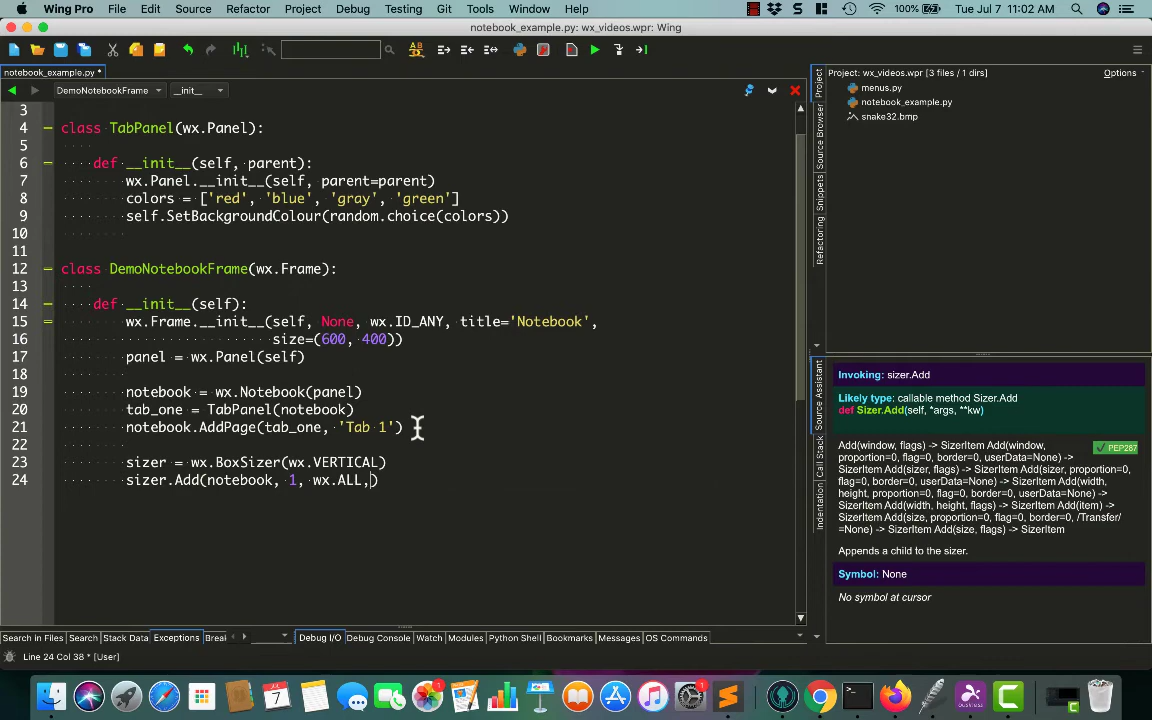 Wing Pro File Edit Source Refactor Project Debug Testing Git Tools Window Help 100% Tue Jul 7 11:02 AM
notebook_example.py: wx_videos.wpr: Wing
notebook_example.py *
DemoNotebookFrame __init__
3
4 class TabPanel(wx.Panel):
5
6 def __init__(self, parent):
7 wx.Panel.__init__(self, parent=parent)
8 colors = ['red', 'blue', 'gray', 'green']
9 self.SetBackgroundColour(random.choice(colors))
10
11
12 class DemoNotebookFrame(wx.Frame):
13
14 def __init__(self):
15 wx.Frame.__init__(self, None, wx.ID_ANY, title='Notebook',
16 size=(600, 400))
17 panel = wx.Panel(self)
18
19 notebook = wx.Notebook(panel)
20 tab_one = TabPanel(notebook)
21 notebook.AddPage(tab_one, 'Tab 1')
22
23 sizer = wx.BoxSizer(wx.VERTICAL)
24 sizer.Add(notebook, 1, wx.ALL,)
Project: wx_videos.wpr [3 files / 1 dirs] Options
menus.py
notebook_example.py
snake32.bmp
Project
Source Browser
Snippets
Refactoring
Source Assistant
Call Stack
Indentation
Invoking: sizer.Add
Likely type: callable method Sizer.Add
def Sizer.Add(self, *args, **kw)
Add(window, flags) -> SizerItem Add(window, PEP287
proportion=0, flag=0, border=0, userData=None) ->
SizerItem Add(sizer, flags) -> SizerItem Add(sizer, proportion=0,
flag=0, border=0, userData=None) -> SizerItem Add(width,
height, proportion=0, flag=0, border=0, userData=None) ->
SizerItem Add(width, height, flags) -> SizerItem Add(item) ->
SizerItem Add(size, proportion=0, flag=0, border=0, /Transfer/
=None) -> SizerItem Add(size, flags) -> SizerItem
Appends a child to the sizer.
Symbol: None
No symbol at cursor
Search in Files Search Stack Data Exceptions Break Debug I/O Debug Console Watch Modules Python Shell Bookmarks Messages OS Commands
Line 24 Col 38 * [User]